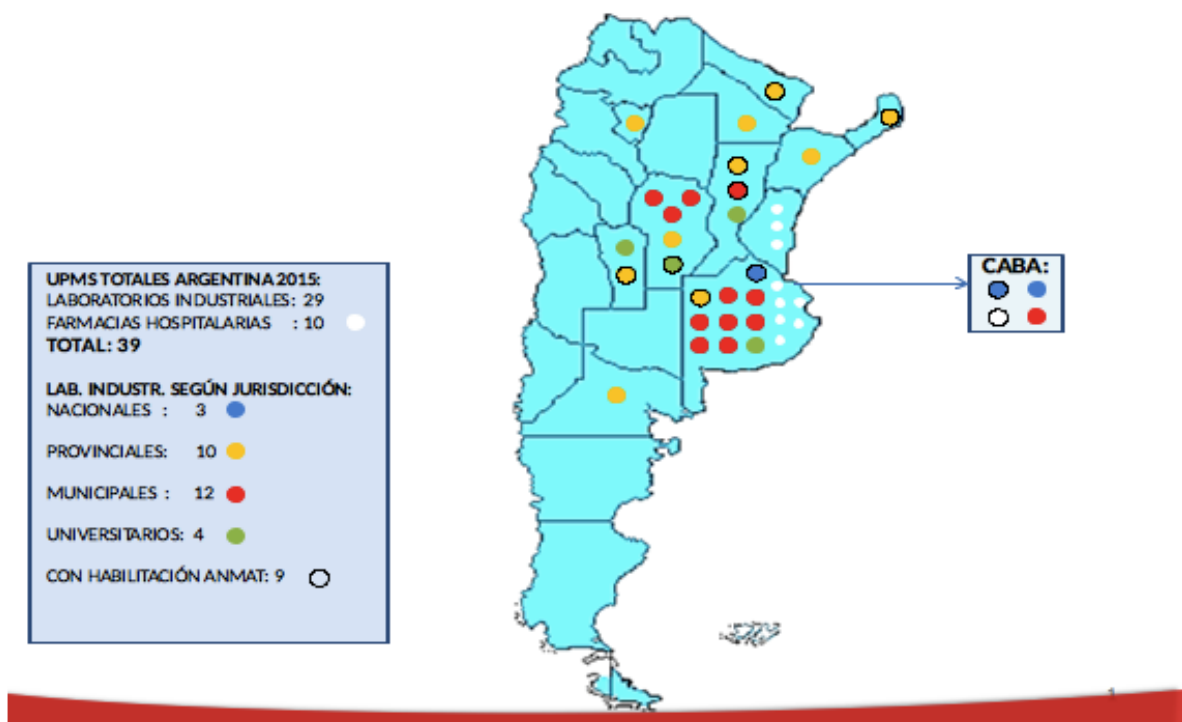 UPMS TOTALES ARGENTINA 2015:
LABORATORIOS INDUSTRIALES: 29
FARMACIAS HOSPITALARIAS : 10
TOTAL: 39
LAB. INDUSTR. SEGÚN JURISDICCIÓN:
NACIONALES : 3
PROVINCIALES: 10
MUNICIPALES : 12
UNIVERSITARIOS: 4
CON HABILITACIÓN ANMAT: 9
CABA:
1